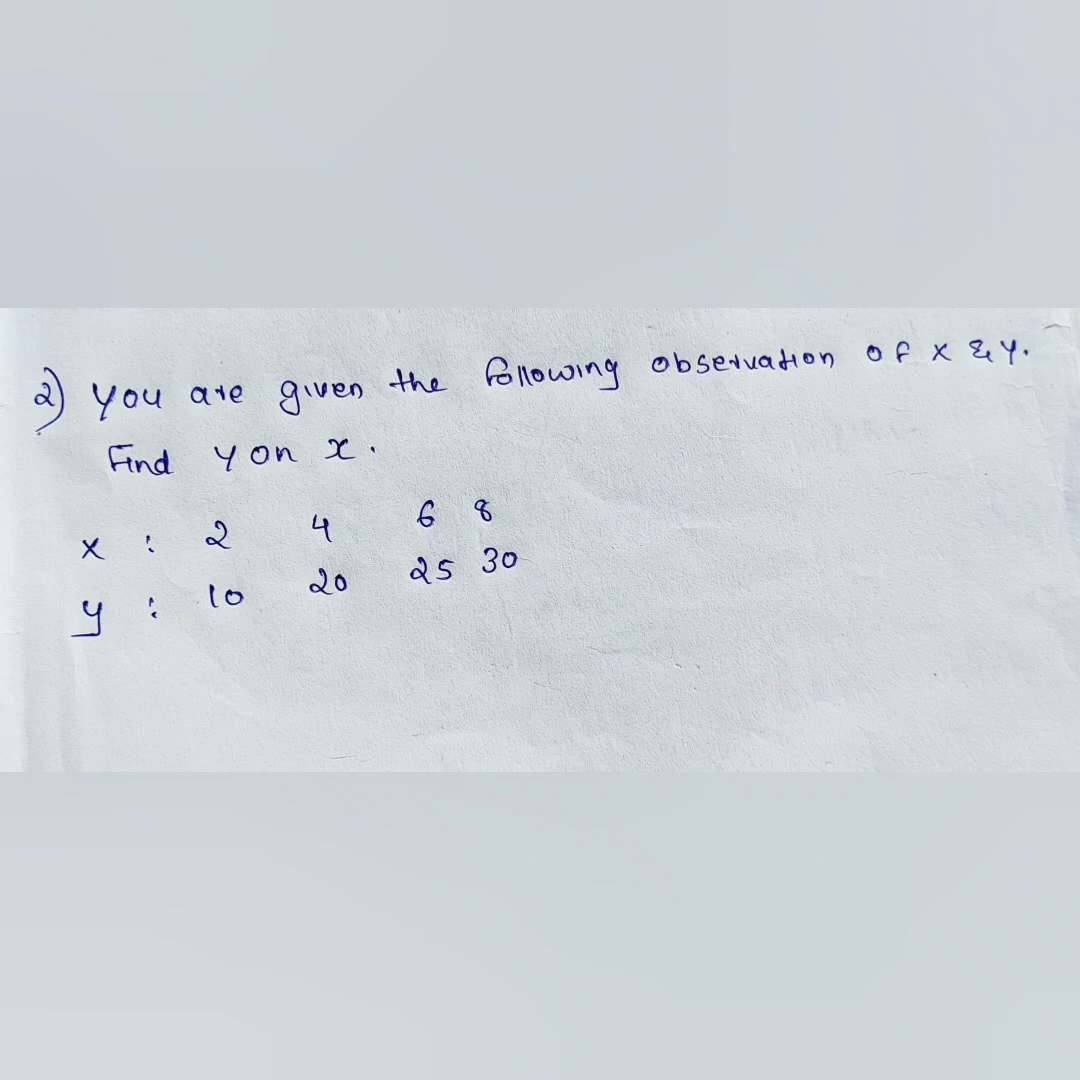 2) You are given the following observation of x & y.
Find y on x.
x : 2 4 6 8
y : 10 20 25 30